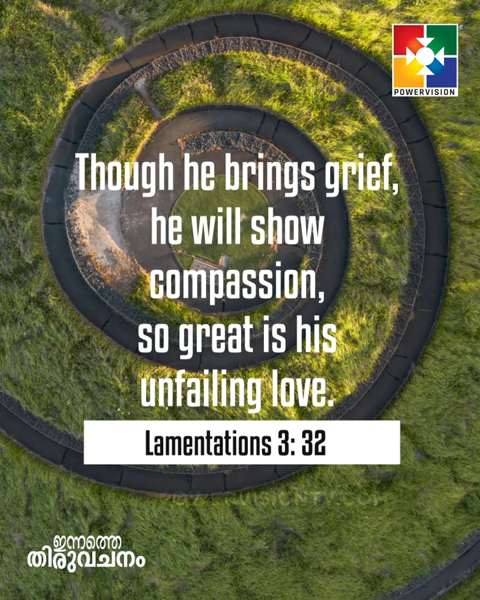 POWERVISION
Though he brings grief,
he will show
compassion,
so great is his
unfailing love.
Lamentations 3: 32
ഇന്നത്തെ
തിരുവചനം